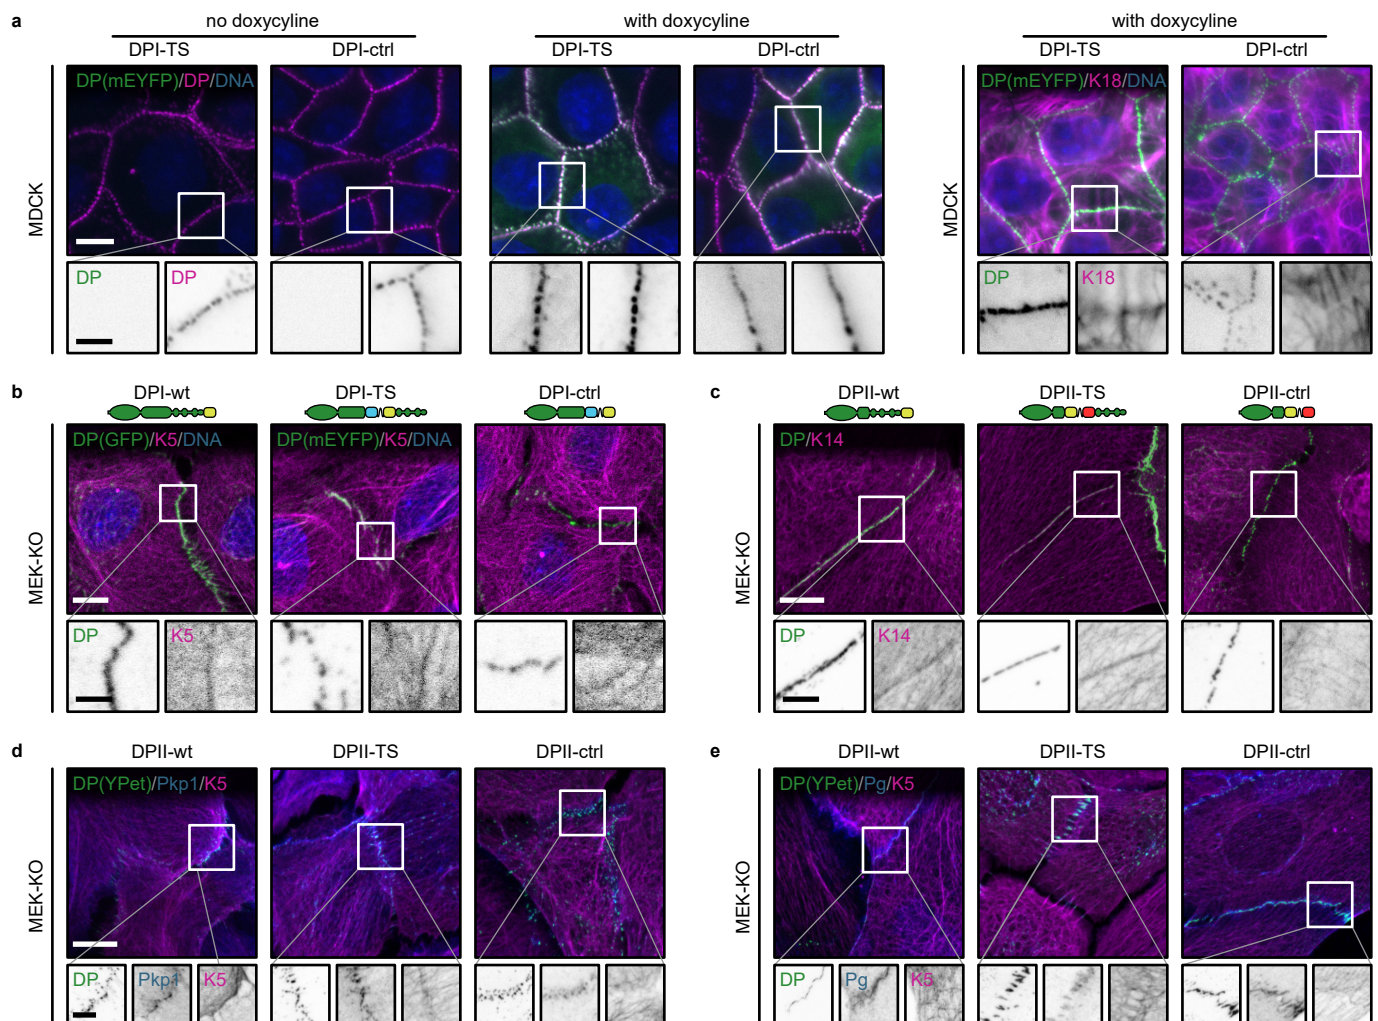 a
no doxycyline
with doxycyline
with doxycyline
DPI-TS
DPI-ctrl
DPI-TS
DPI-ctrl
DPI-TS
DPI-ctrl
MDCK
DP(mEYFP)/DP/DNA
MDCK
DP(mEYFP)/K18/DNA
DP
DP
DP
K18
b
DPI-wt
DPI-TS
DPI-ctrl
MEK-KO
DP(GFP)/K5/DNA
DP(mEYFP)/K5/DNA
DP
K5
c
DPII-wt
DPII-TS
DPII-ctrl
MEK-KO
DP/K14
DP
K14
d
DPII-wt
DPII-TS
DPII-ctrl
MEK-KO
DP(YPet)/Pkp1/K5
DP
Pkp1
K5
e
DPII-wt
DPII-TS
DPII-ctrl
MEK-KO
DP(YPet)/Pg/K5
DP
Pg
K5